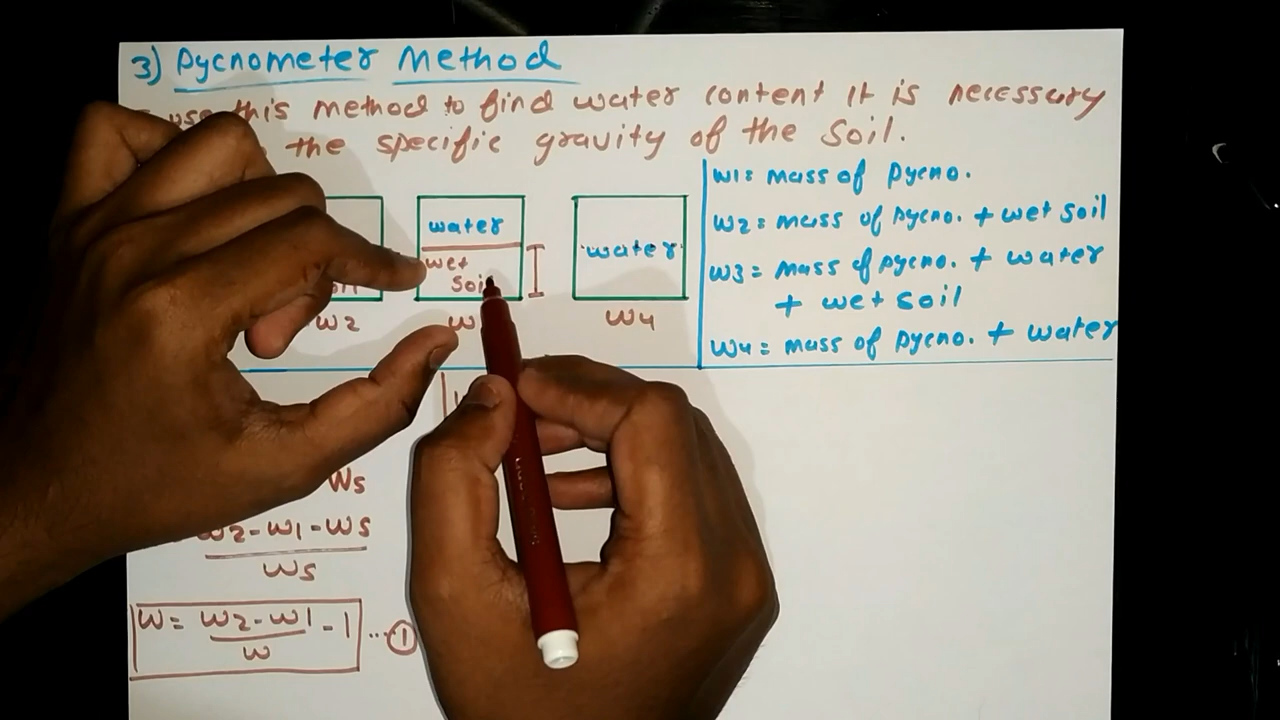 3) Pycnometer Method
use this method to find water content it is necessary
the specific gravity of the soil.
w1= mass of pycno.
w2= mass of pycno. + wet soil
w3= mass of pycno. + water
+ wet soil
w4= mass of pycno. + water
water
wet
soil
water
w2
w
w4
Ws
w2-w1-ws
ws
w= w2-w1 -1 ...①
w